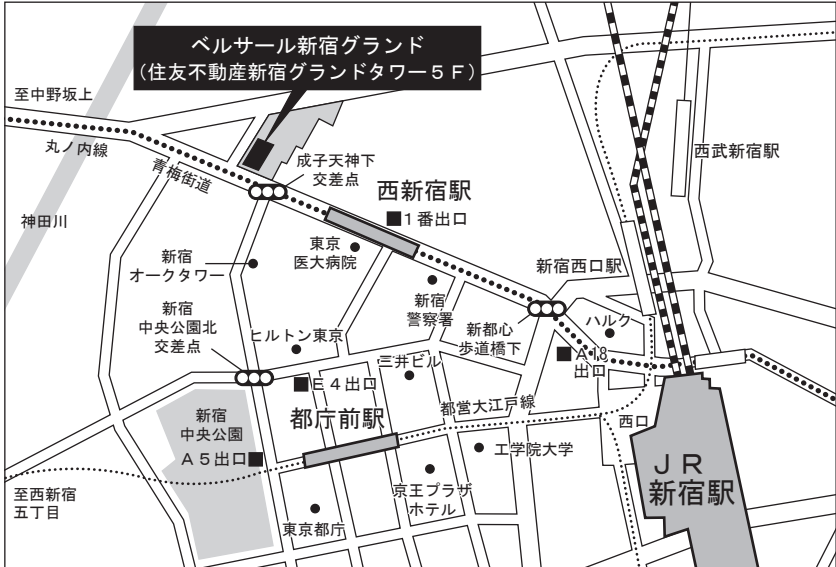 ベルサール新宿グランド
（住友不動産新宿グランドタワー５Ｆ）
至中野坂上
丸ノ内線
青梅街道
成子天神下
交差点
西武新宿駅
西新宿駅
■１番出口
神田川
東京
医大病院
新宿
オークタワー
新宿西口駅
新宿
警察署
新宿
中央公園北
交差点
新都心
歩道橋下
ハルク
ヒルトン東京
Ａ18
出口
三井ビル
Ｅ４出口
都営大江戸線
新宿
中央公園
都庁前駅
西口
Ａ５出口
工学院大学
ＪＲ
新宿駅
至西新宿
五丁目
京王プラザ
ホテル
東京都庁